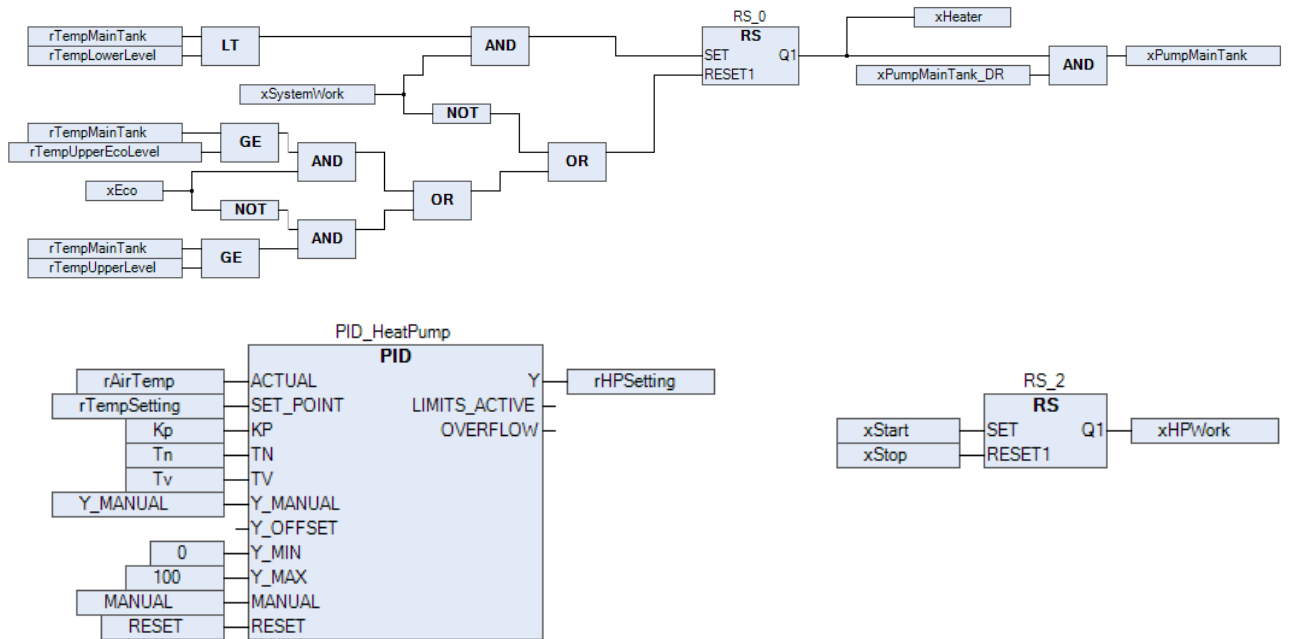 RS_0
xHeater
rTempMainTank
LT
AND
RS
rTempLowerLevel
SET Q1
xPumpMainTank
RESET1
AND
xPumpMainTank_DR
xSystemWork
NOT
rTempMainTank
GE
rTempUpperEcoLevel
AND
OR
xEco
OR
NOT
AND
rTempMainTank
GE
rTempUpperLevel
PID_HeatPump
PID
rAirTemp ACTUAL Y rHPSetting
rTempSetting SET_POINT LIMITS_ACTIVE
Kp KP OVERFLOW
Tn TN
Tv TV
Y_MANUAL Y_MANUAL
Y_OFFSET
0 Y_MIN
100 Y_MAX
MANUAL MANUAL
RESET RESET
RS_2
RS
xStart SET Q1 xHPWork
xStop RESET1